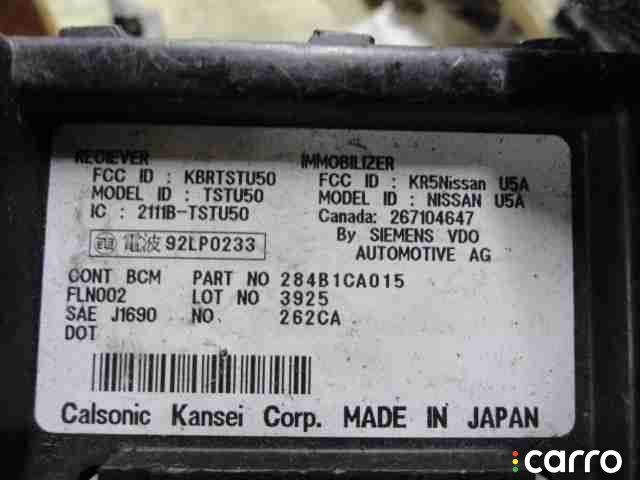 RECIEVER
FCC ID : KBRTSTU50
MODEL ID : TSTU50
IC : 2111B-TSTU50
電波 92LP0233
IMMOBILIZER
FCC ID : KR5Nissan U5A
MODEL ID : NISSAN U5A
Canada: 267104647
By SIEMENS VDO
AUTOMOTIVE AG
CONT BCM PART NO 284B1CA015
FLN002 LOT NO 3925
SAE J1690 NO. 262CA
DOT
Calsonic Kansei Corp. MADE IN JAPAN
carro